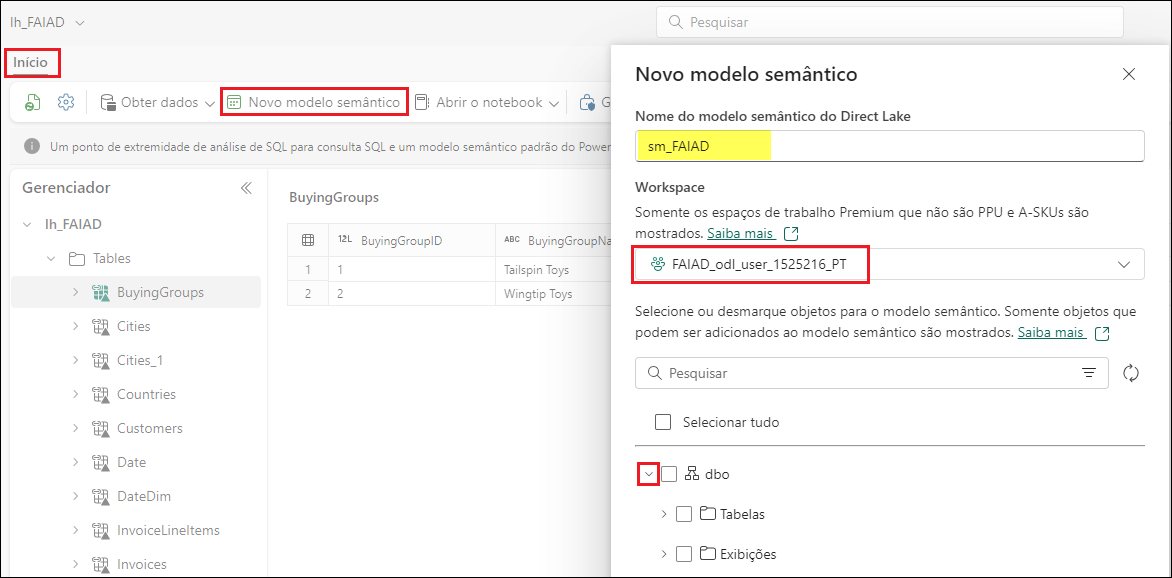 lh_FAIAD
Pesquisar
Início
Obter dados
Novo modelo semântico
Abrir o notebook
G
Um ponto de extremidade de análise de SQL para consulta SQL e um modelo semântico padrão do Power
Gerenciador
lh_FAIAD
Tables
BuyingGroups
Cities
Cities_1
Countries
Customers
Date
DateDim
InvoiceLineItems
Invoices
BuyingGroups
12L BuyingGroupID ABC BuyingGroupNa
1 1 Tailspin Toys
2 2 Wingtip Toys
Novo modelo semântico
Nome do modelo semântico do Direct Lake
sm_FAIAD
Workspace
Somente os espaços de trabalho Premium que não são PPU e A-SKUs são
mostrados. Saiba mais
FAIAD_odl_user_1525216_PT
Selecione ou desmarque objetos para o modelo semântico. Somente objetos que
podem ser adicionados ao modelo semântico são mostrados. Saiba mais
Pesquisar
Selecionar tudo
dbo
Tabelas
Exibições